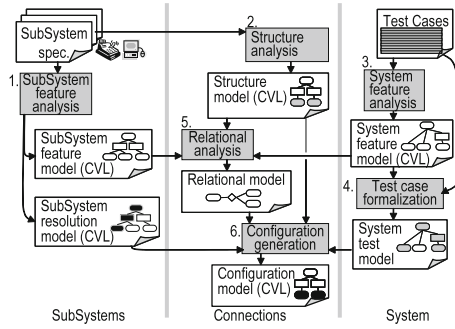 SubSystem
spec.
1. SubSystem
feature
analysis
SubSystem
feature
model (CVL)
SubSystem
resolution
model (CVL)
SubSystems
2.
Structure
analysis
Structure
model (CVL)
5.
Relational
analysis
Relational model
6. Configuration
generation
Configuration
model (CVL)
Connections
Test Cases
3. System
feature
analysis
System
feature
model (CVL)
4. Test case
formalization
System
test
model
System